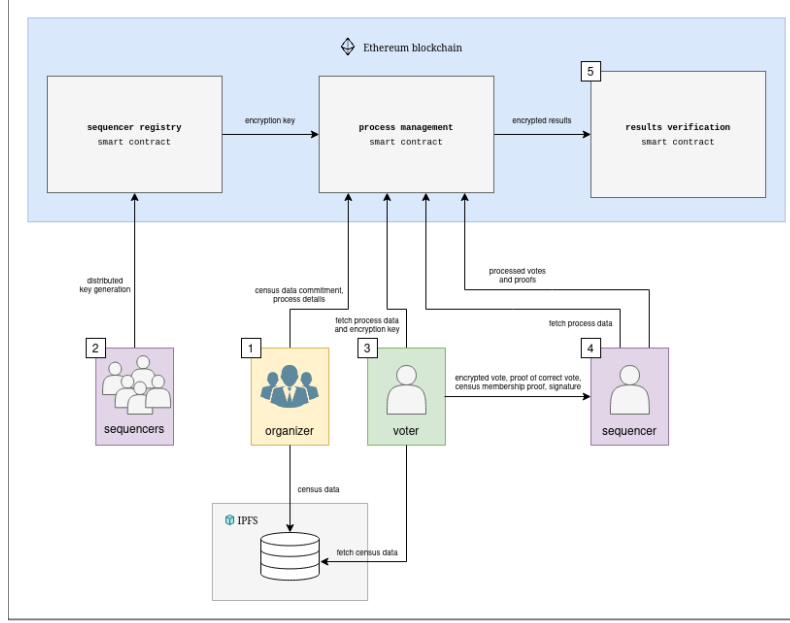 Ethereum blockchain
5
sequencer registry
smart contract
encryption key
process management
smart contract
encrypted results
results verification
smart contract
distributed
key generation
census data commitment,
process details
fetch process data
and encryption key
processed votes
and proofs
fetch process data
2
sequencers
1
organizer
3
voter
encrypted vote, proof of correct vote,
census membership proof, signature
4
sequencer
census data
IPFS
fetch census data